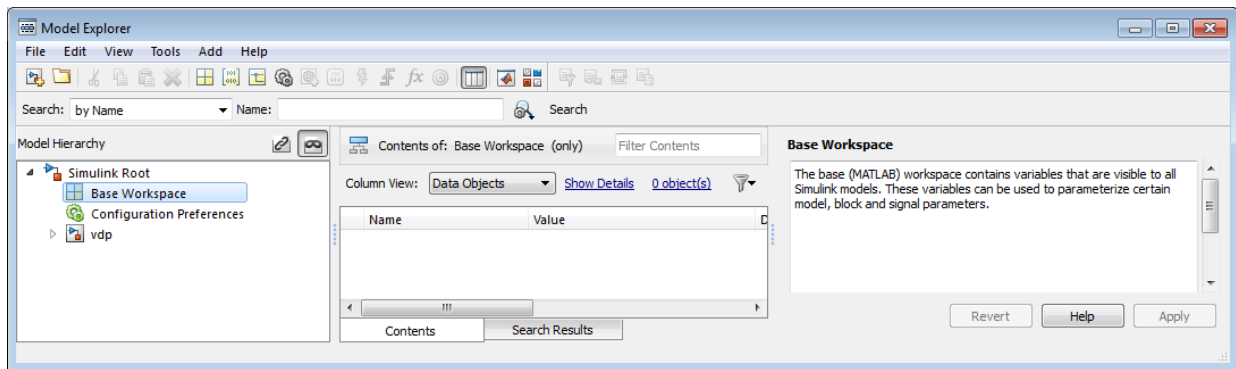 Model Explorer
File Edit View Tools Add Help
fx
Search: by Name Name: Search
Model Hierarchy
Simulink Root
Base Workspace
Configuration Preferences
vdp
Contents of: Base Workspace (only) Filter Contents
Column View: Data Objects Show Details 0 object(s)
Name Value D
Contents Search Results
Base Workspace
The base (MATLAB) workspace contains variables that are visible to all
Simulink models. These variables can be used to parameterize certain
model, block and signal parameters.
Revert Help Apply